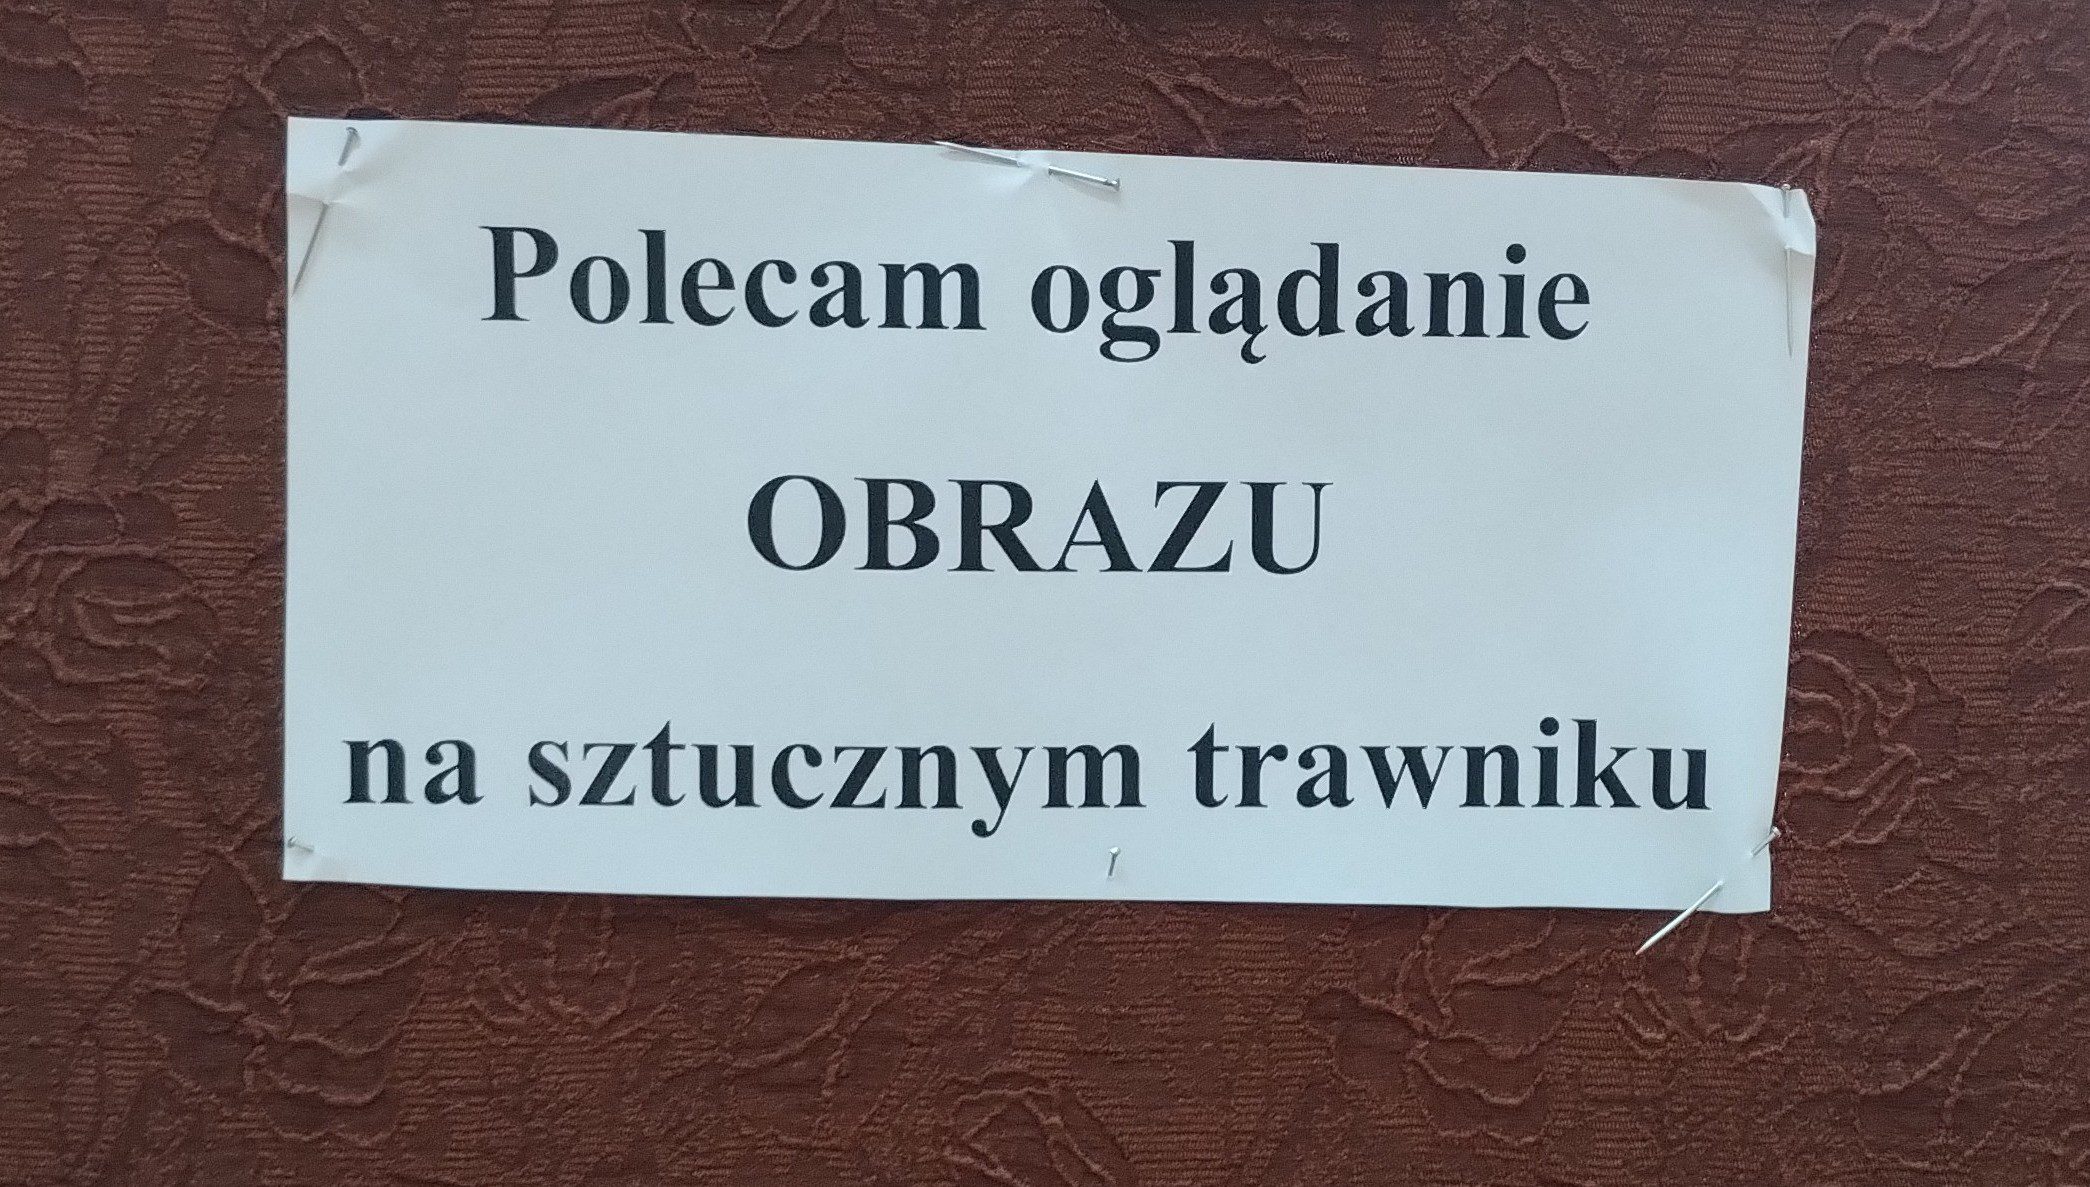 Polecam oglądanie
OBRAZU
na sztucznym trawniku